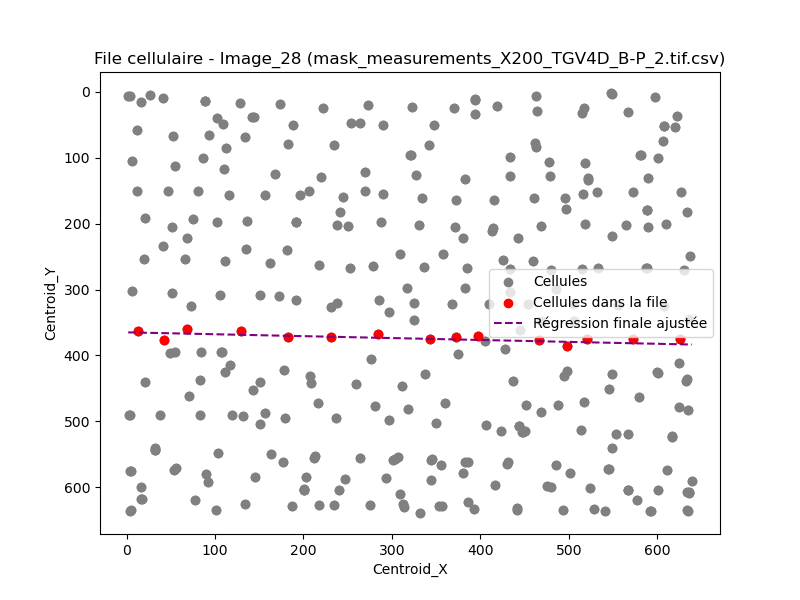 File cellulaire - Image_28 (mask_measurements_X200_TGV4D_B-P_2.tif.csv)
Centroid_Y
0
100
200
300
400
500
600
Cellules
Cellules dans la file
Régression finale ajustée
0 100 200 300 400 500 600
Centroid_X